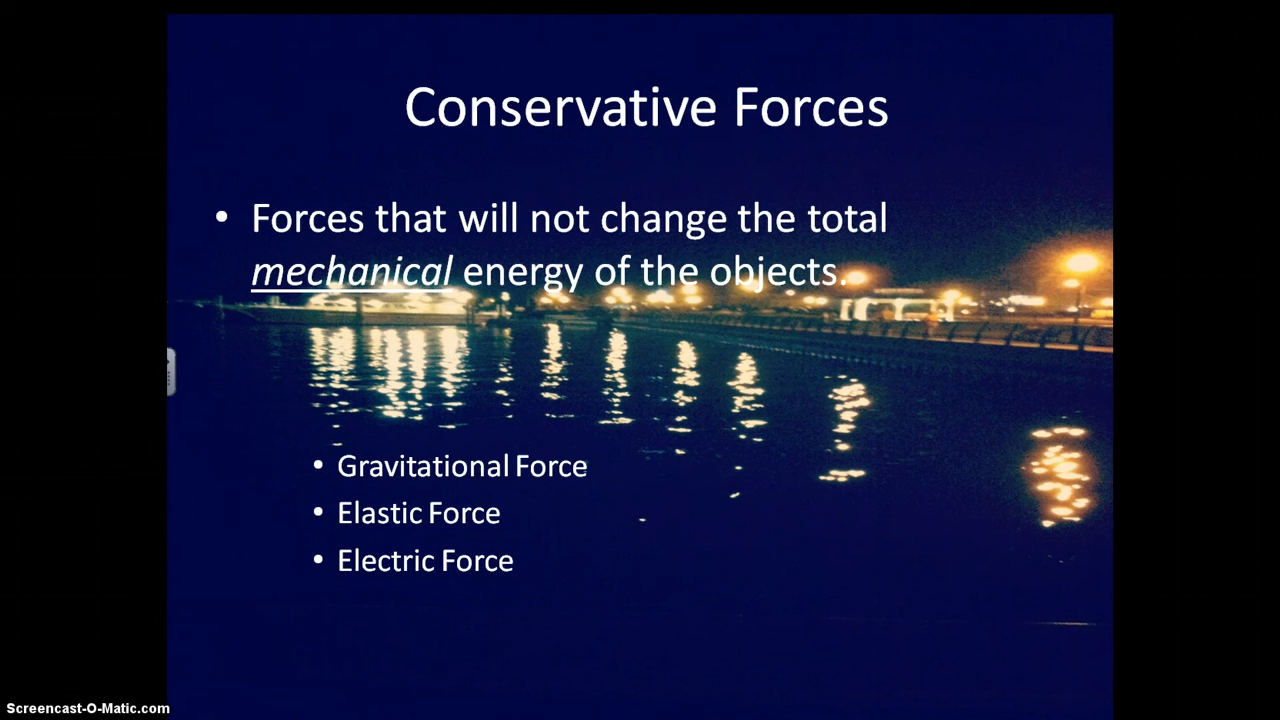 Conservative Forces
• Forces that will not change the total
mechanical energy of the objects.
• Gravitational Force
• Elastic Force
• Electric Force
Screencast-O-Matic.com